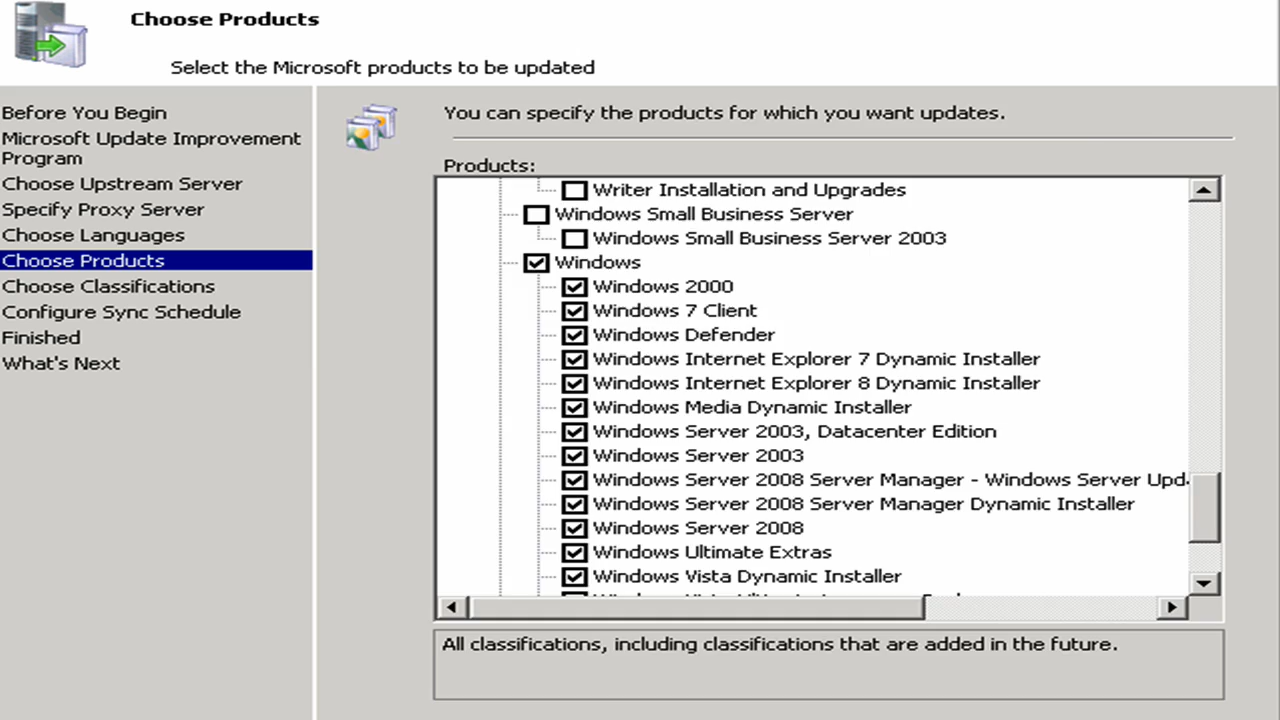 Choose Products
Select the Microsoft products to be updated
Before You Begin
Microsoft Update Improvement
Program
Choose Upstream Server
Specify Proxy Server
Choose Languages
Choose Products
Choose Classifications
Configure Sync Schedule
Finished
What's Next
You can specify the products for which you want updates.
Products:
Writer Installation and Upgrades
Windows Small Business Server
Windows Small Business Server 2003
Windows
Windows 2000
Windows 7 Client
Windows Defender
Windows Internet Explorer 7 Dynamic Installer
Windows Internet Explorer 8 Dynamic Installer
Windows Media Dynamic Installer
Windows Server 2003, Datacenter Edition
Windows Server 2003
Windows Server 2008 Server Manager - Windows Server Upd
Windows Server 2008 Server Manager Dynamic Installer
Windows Server 2008
Windows Ultimate Extras
Windows Vista Dynamic Installer
All classifications, including classifications that are added in the future.